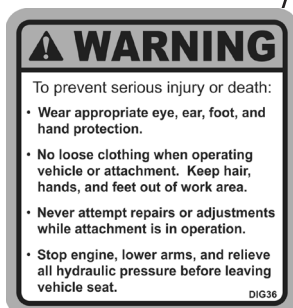 WARNING
To prevent serious injury or death:
• Wear appropriate eye, ear, foot, and
hand protection.
• No loose clothing when operating
vehicle or attachment. Keep hair,
hands, and feet out of work area.
• Never attempt repairs or adjustments
while attachment is in operation.
• Stop engine, lower arms, and relieve
all hydraulic pressure before leaving
vehicle seat.
DIG36